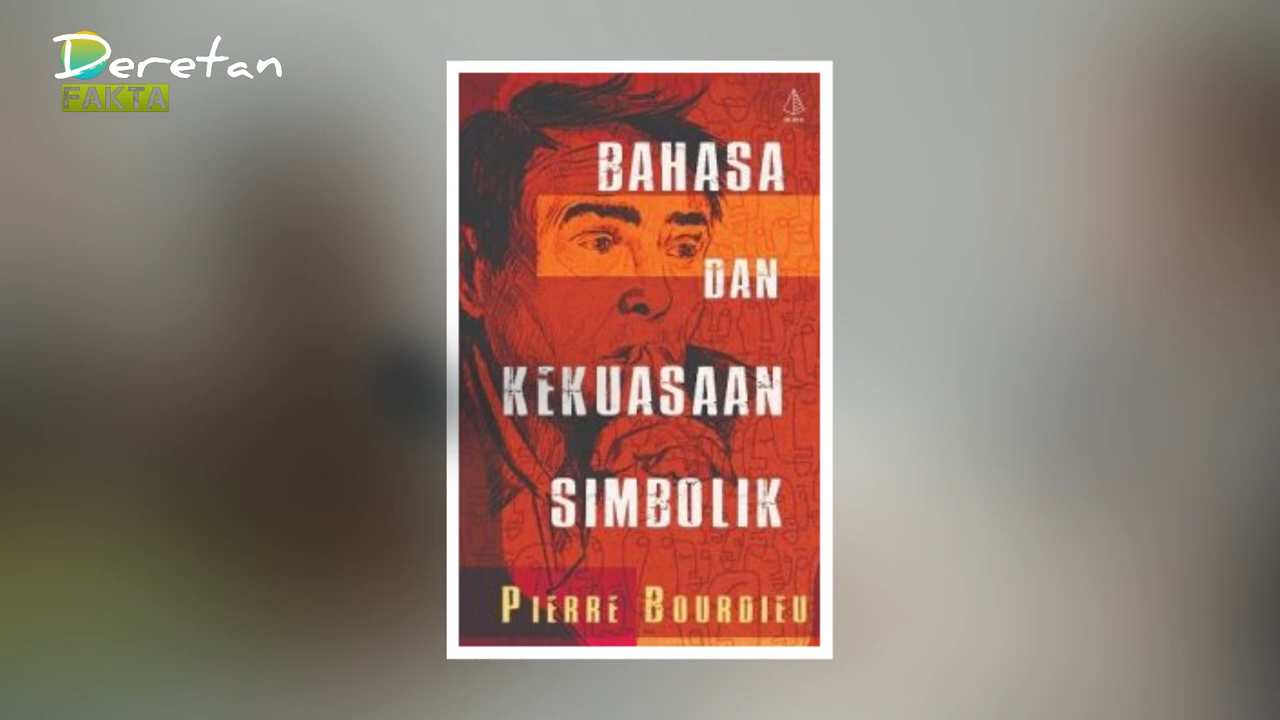 Deretan
FAKTA
BAHASA
DAN
KEKUASAAN
SIMBOLIK
PIERRE BOURDIEU